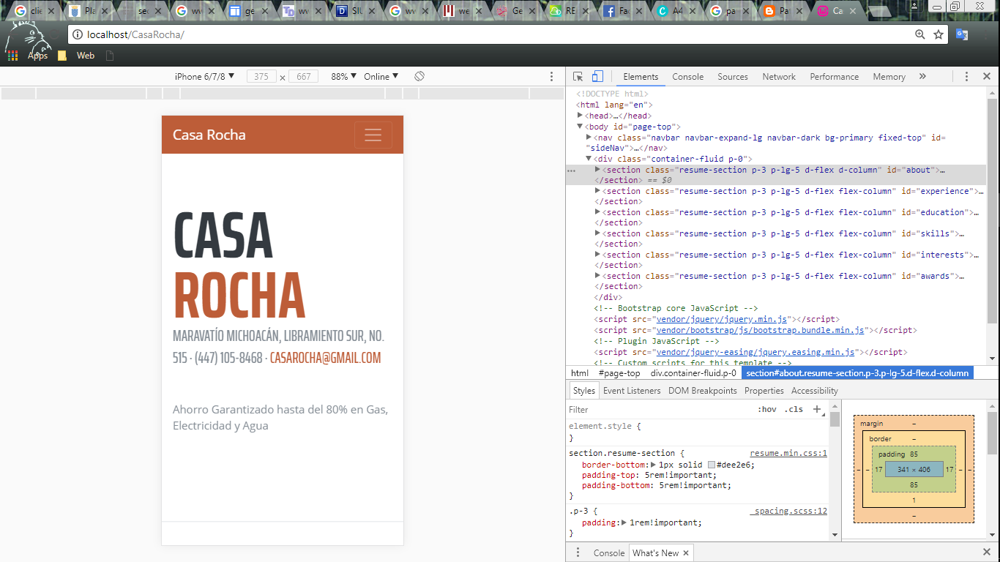 clie
Pla
sec
G ww
ge
ww
SIU
ww
we
Ge
RE
Fac
A4
pa
Pa
Ca
localhost/CasaRocha/
Apps Web
iPhone 6/7/8 ▼ 375 × 667 88% ▼ Online ▼
Elements Console Sources Network Performance Memory »
<!DOCTYPE html>
<html lang="en">
▶<head>…</head>
▼<body id="page-top">
▶<nav class="navbar navbar-expand-lg navbar-dark bg-primary fixed-top" id=
"sideNav">…</nav>
▼<div class="container-fluid p-0">
… ▶<section class="resume-section p-3 p-lg-5 d-flex d-column" id="about">…
</section> == $0
▶<section class="resume-section p-3 p-lg-5 d-flex flex-column" id="experience">…
</section>
▶<section class="resume-section p-3 p-lg-5 d-flex flex-column" id="education">…
</section>
▶<section class="resume-section p-3 p-lg-5 d-flex flex-column" id="skills">…
</section>
▶<section class="resume-section p-3 p-lg-5 d-flex flex-column" id="interests">…
</section>
▶<section class="resume-section p-3 p-lg-5 d-flex flex-column" id="awards">…
</section>
</div>
<!-- Bootstrap core JavaScript -->
<script src="vendor/jquery/jquery.min.js"></script>
<script src="vendor/bootstrap/js/bootstrap.bundle.min.js"></script>
<!-- Plugin JavaScript -->
<script src="vendor/jquery-easing/jquery.easing.min.js"></script>
<!-- Custom scripts for this template -->
html #page-top div.container-fluid.p-0 section#about.resume-section.p-3.p-lg-5.d-flex.d-column
Styles Event Listeners DOM Breakpoints Properties Accessibility
Filter :hov .cls +
element.style {
}
section.resume-section { resume.min.css:1
border-bottom:▶1px solid #dee2e6;
padding-top: 5rem!important;
padding-bottom: 5rem!important;
}
.p-3 { _spacing.scss:12
padding:▶1rem!important;
}
margin –
border –
padding 85
– – 17 341 × 406 17 – –
85
1
–
Console What's New ×
Casa Rocha
CASA
ROCHA
MARAVATÍO MICHOACÁN, LIBRAMIENTO SUR, NO.
515 · (447) 105-8468 · CASAROCHA@GMAIL.COM
Ahorro Garantizado hasta del 80% en Gas,
Electricidad y Agua